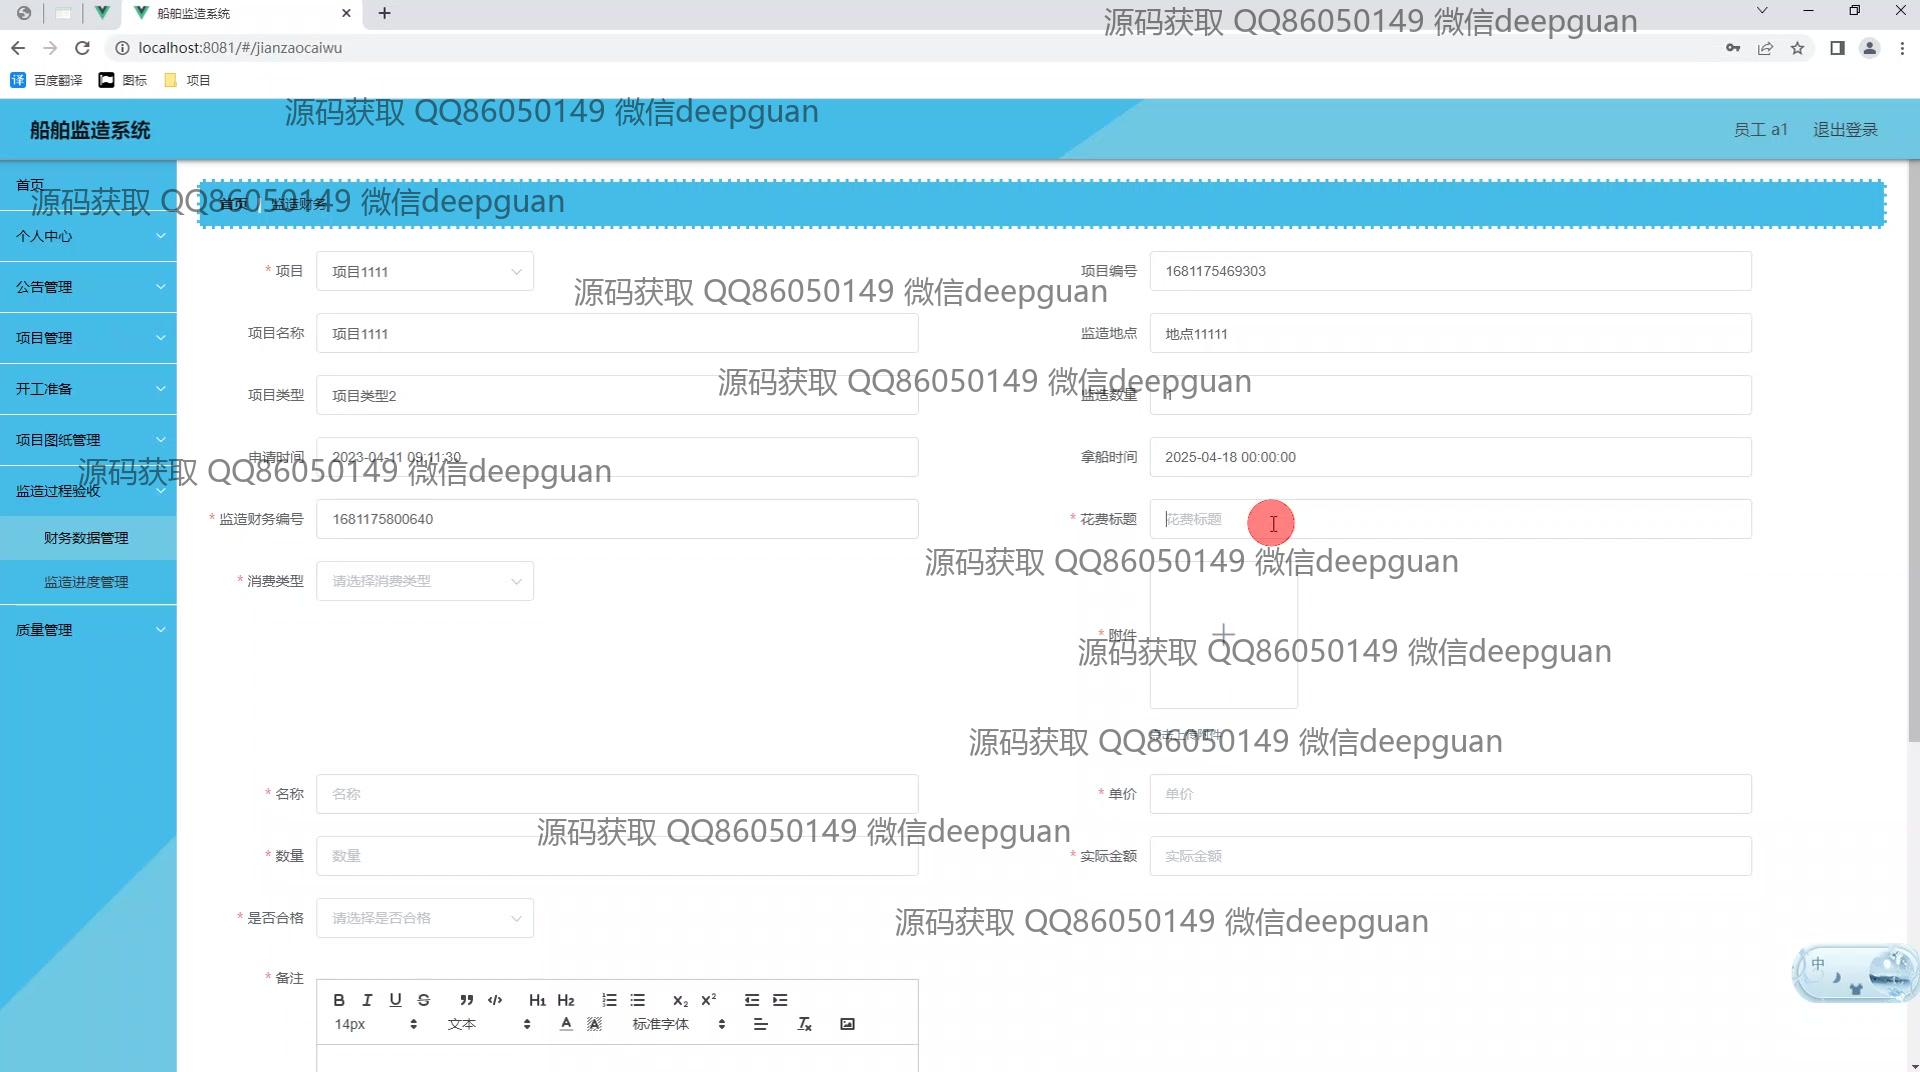 船舶监造系统
源码获取 QQ86050149 微信deepguan
localhost:8081/#/jianzaocaiwu
译 百度翻译 图标 项目
船舶监造系统
源码获取 QQ86050149 微信deepguan
员工 a1 退出登录
首页
源码获取 QQ86050149 微信deepguan
首页 / 监造财务
个人中心
公告管理
项目管理
开工准备
项目图纸管理
监造过程验收
财务数据管理
监造进度管理
质量管理
* 项目 项目1111
项目编号 1681175469303
源码获取 QQ86050149 微信deepguan
项目名称 项目1111
监造地点 地点11111
项目类型 项目类型2
源码获取 QQ86050149 微信deepguan
监造数量 1
申请时间 2023-04-11 09:11:30
拿船时间 2025-04-18 00:00:00
源码获取 QQ86050149 微信deepguan
* 监造财务编号 1681175800640
* 花费标题 花费标题
源码获取 QQ86050149 微信deepguan
* 消费类型 请选择消费类型
* 附件
源码获取 QQ86050149 微信deepguan
点击上传附件
源码获取 QQ86050149 微信deepguan
* 名称 名称
* 单价 单价
源码获取 QQ86050149 微信deepguan
* 数量 数量
* 实际金额 实际金额
* 是否合格 请选择是否合格
源码获取 QQ86050149 微信deepguan
中
* 备注
B I U S H1 H2 X2 X2
14px 文本 A A 标准字体